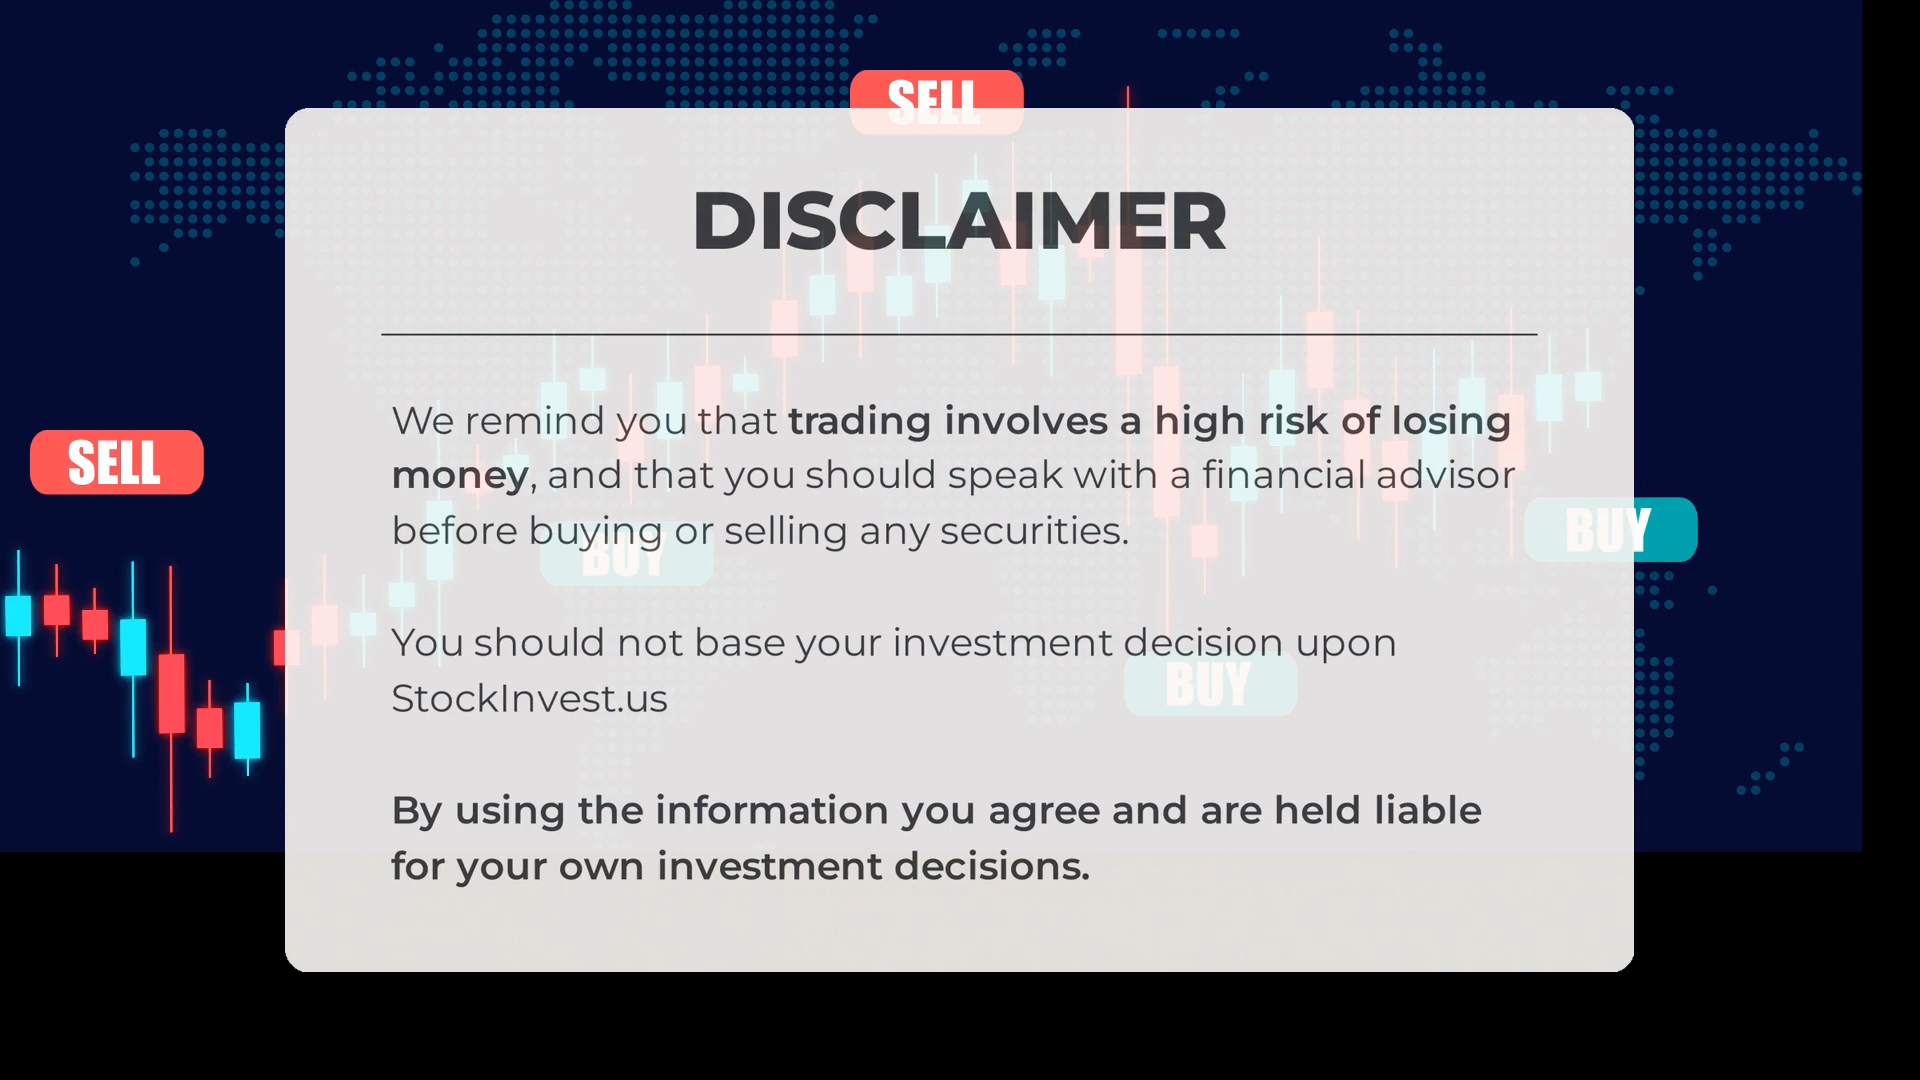 SELL
DISCLAIMER
We remind you that trading involves a high risk of losing
money, and that you should speak with a financial advisor
before buying or selling any securities.
SELL
BUY
BUY
You should not base your investment decision upon
StockInvest.us
BUY
By using the information you agree and are held liable
for your own investment decisions.